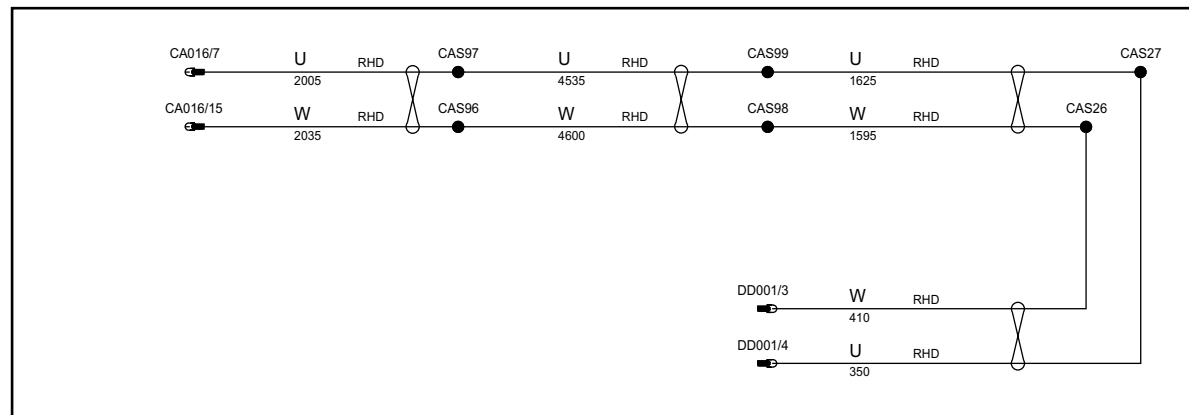 CA016/7 U RHD CAS97 U RHD CAS99 U RHD CAS27
2005 4535 1625
CA016/15 W RHD CAS96 W RHD CAS98 W RHD CAS26
2035 4600 1595
DD001/3 W RHD
410
DD001/4 U RHD
350